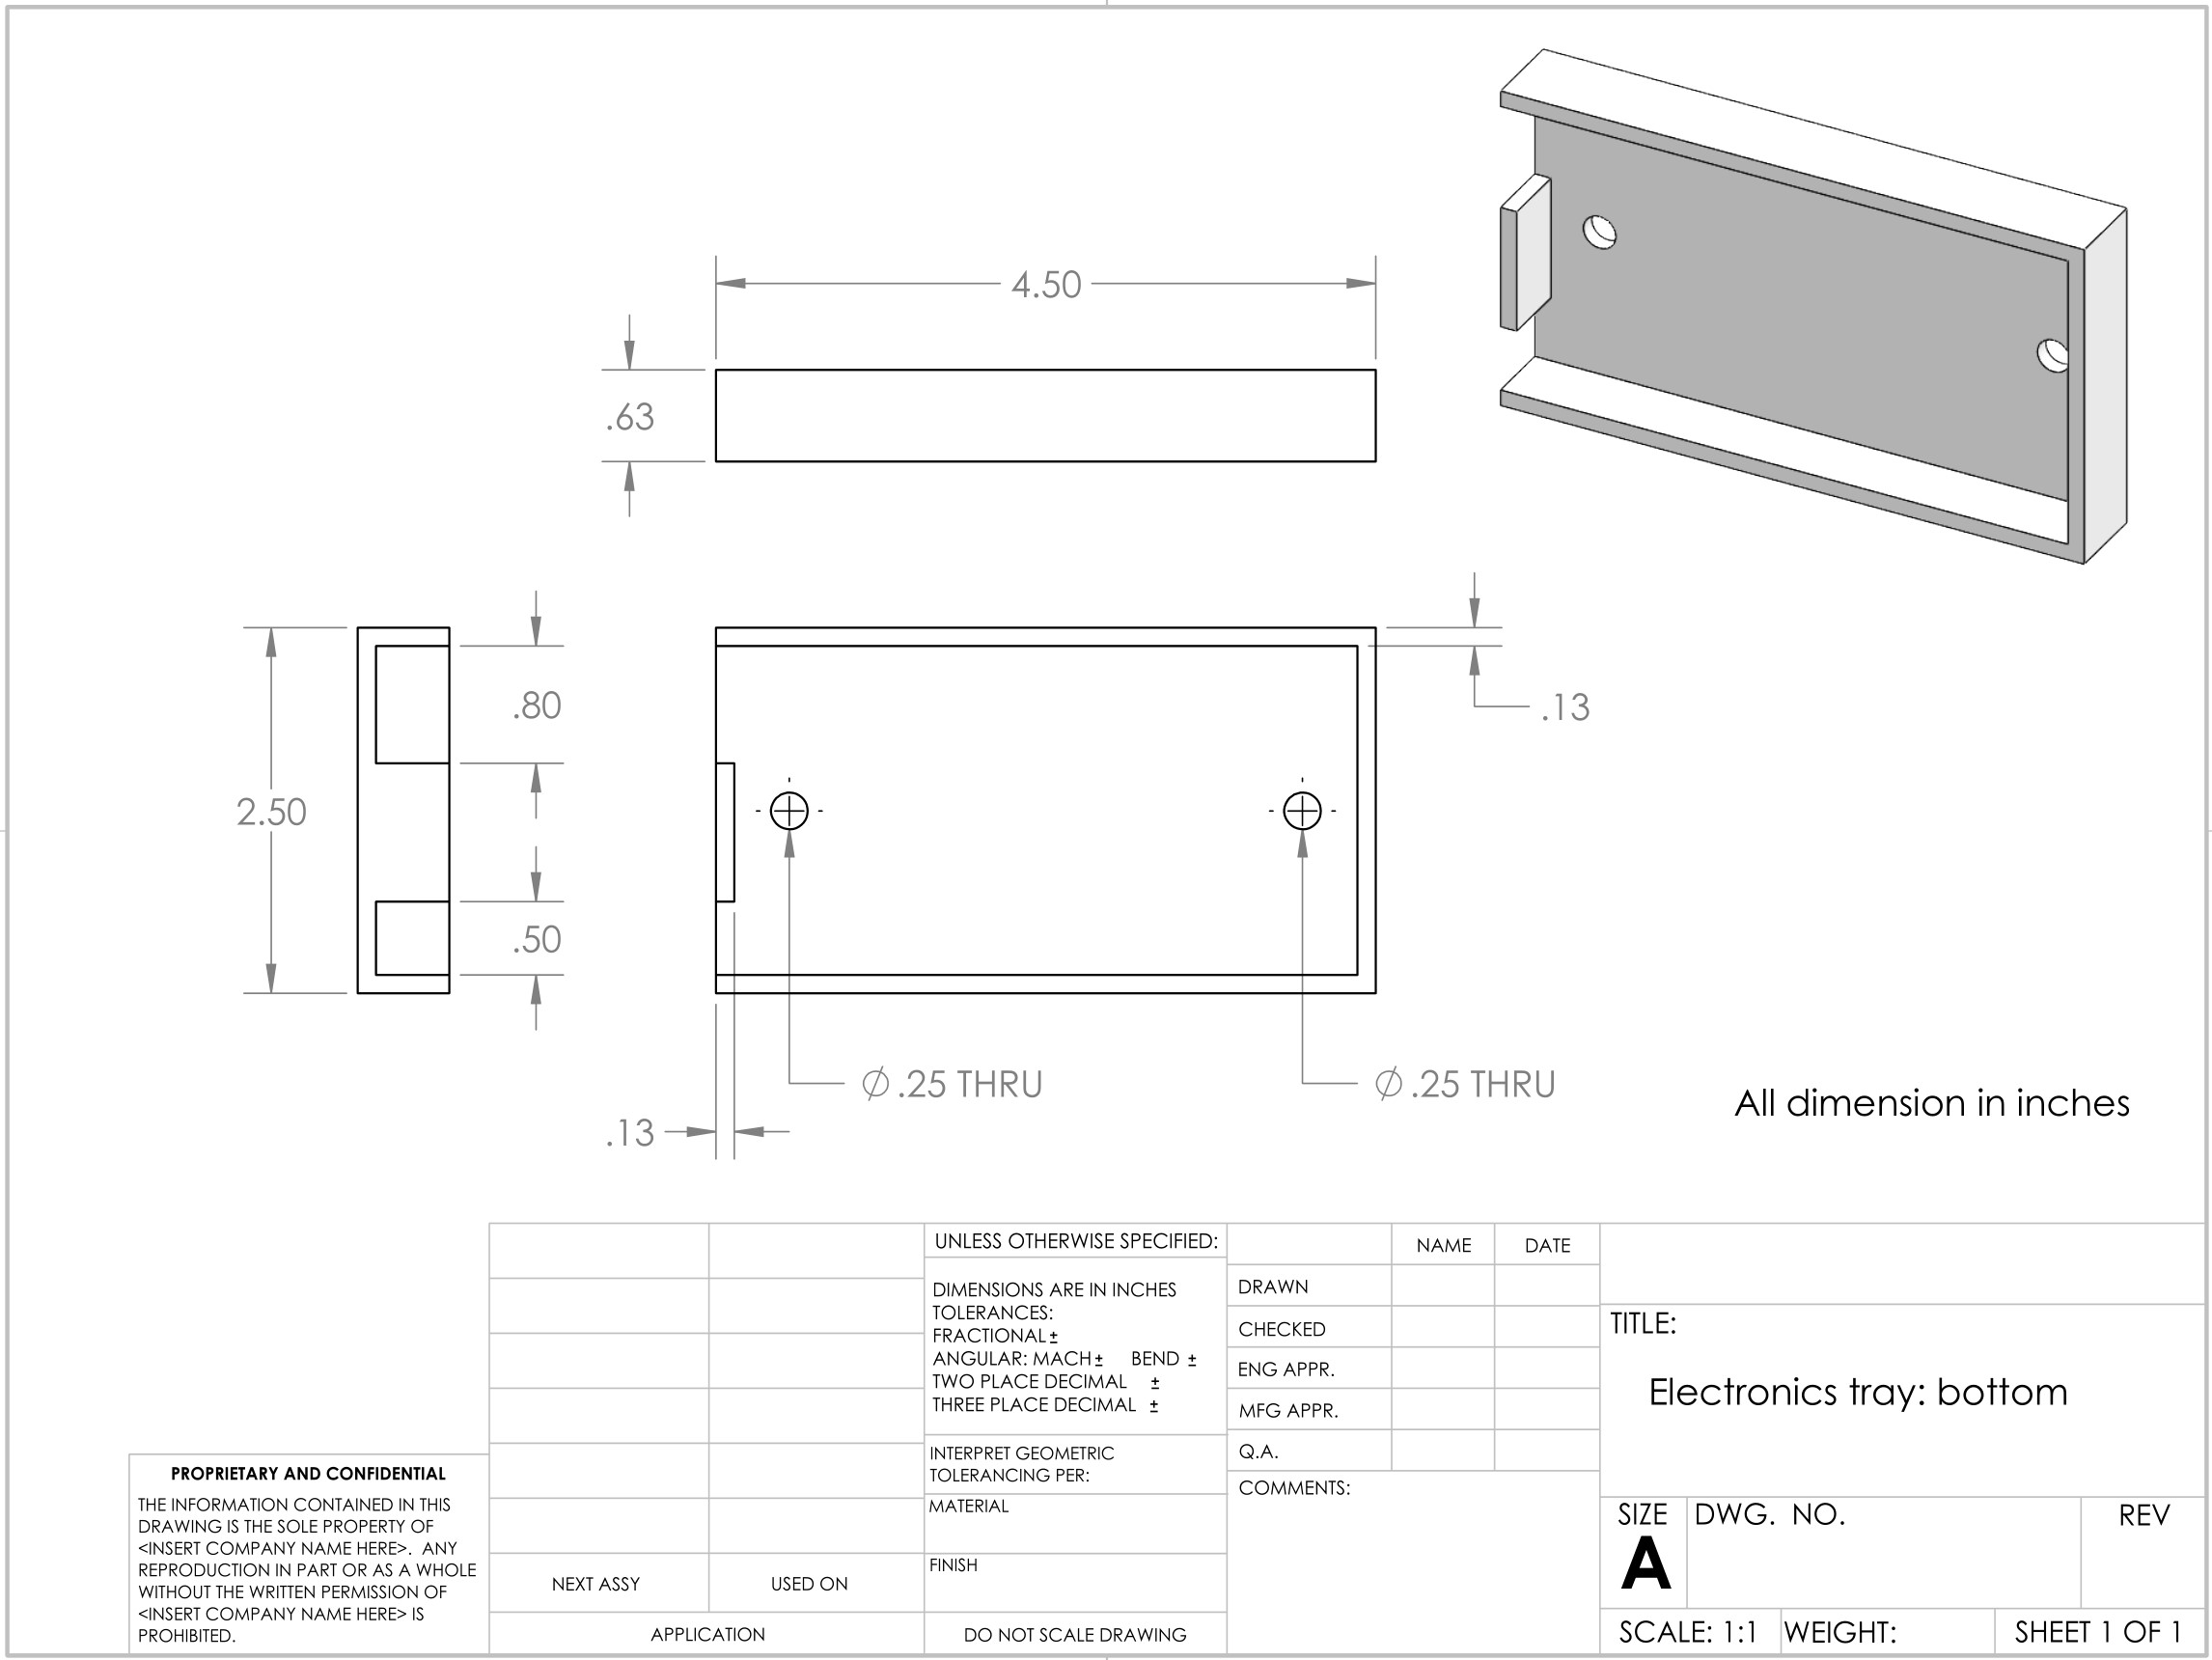 4.50
.63
.80
.13
2.50
.50
∅ .25 THRU
∅ .25 THRU
.13
All dimension in inches
UNLESS OTHERWISE SPECIFIED:
DIMENSIONS ARE IN INCHES
TOLERANCES:
FRACTIONAL ±
ANGULAR: MACH ± BEND ±
TWO PLACE DECIMAL ±
THREE PLACE DECIMAL ±
INTERPRET GEOMETRIC
TOLERANCING PER:
MATERIAL
FINISH
DO NOT SCALE DRAWING
NAME DATE
DRAWN
CHECKED
ENG APPR.
MFG APPR.
Q.A.
COMMENTS:
TITLE:
Electronics tray: bottom
SIZE DWG. NO. REV
A
SCALE: 1:1 WEIGHT: SHEET 1 OF 1
PROPRIETARY AND CONFIDENTIAL
THE INFORMATION CONTAINED IN THIS
DRAWING IS THE SOLE PROPERTY OF
<INSERT COMPANY NAME HERE>. ANY
REPRODUCTION IN PART OR AS A WHOLE
WITHOUT THE WRITTEN PERMISSION OF
<INSERT COMPANY NAME HERE> IS
PROHIBITED.
NEXT ASSY USED ON
APPLICATION